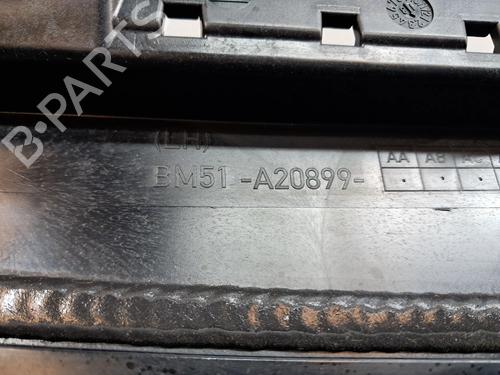 B-PARTS
(LH)
BM51 -A20899-
AA AB AC